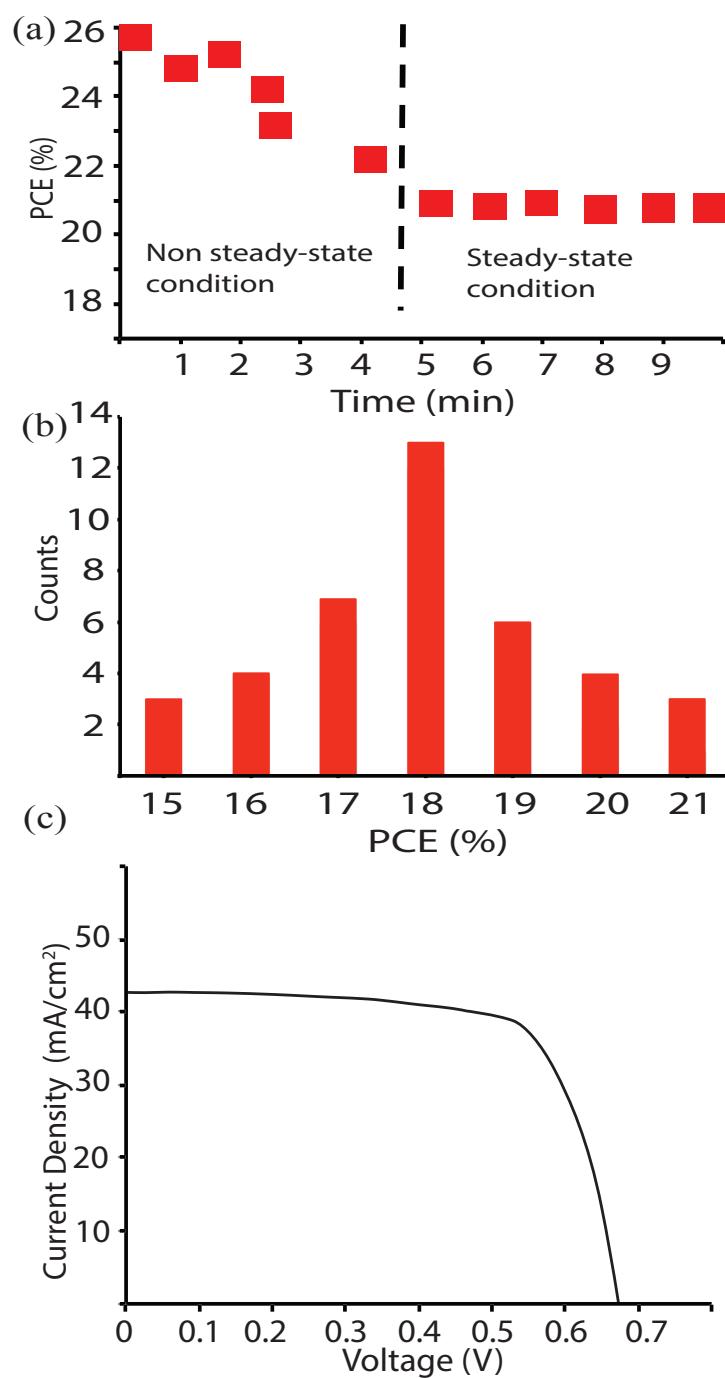 (a)
26
24
22
20
18
PCE (%)
Non steady-state
condition
Steady-state
condition
1 2 3 4 5 6 7 8 9
Time (min)
(b)
14
12
10
8
6
4
2
Counts
15 16 17 18 19 20 21
PCE (%)
(c)
50
40
30
20
10
Current Density (mA/cm²)
0 0.1 0.2 0.3 0.4 0.5 0.6 0.7
Voltage (V)